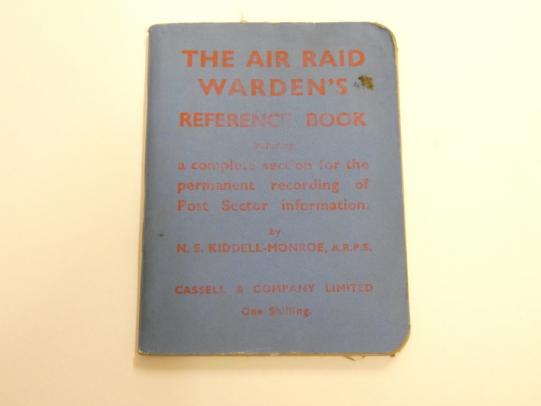 THE AIR RAID
WARDEN'S
REFERENCE BOOK
including
a complete section for the
permanent recording of
Post Sector information.
by
N. S. KIDDELL-MONROE, A.R.P.S.
CASSELL & COMPANY LIMITED
One Shilling.